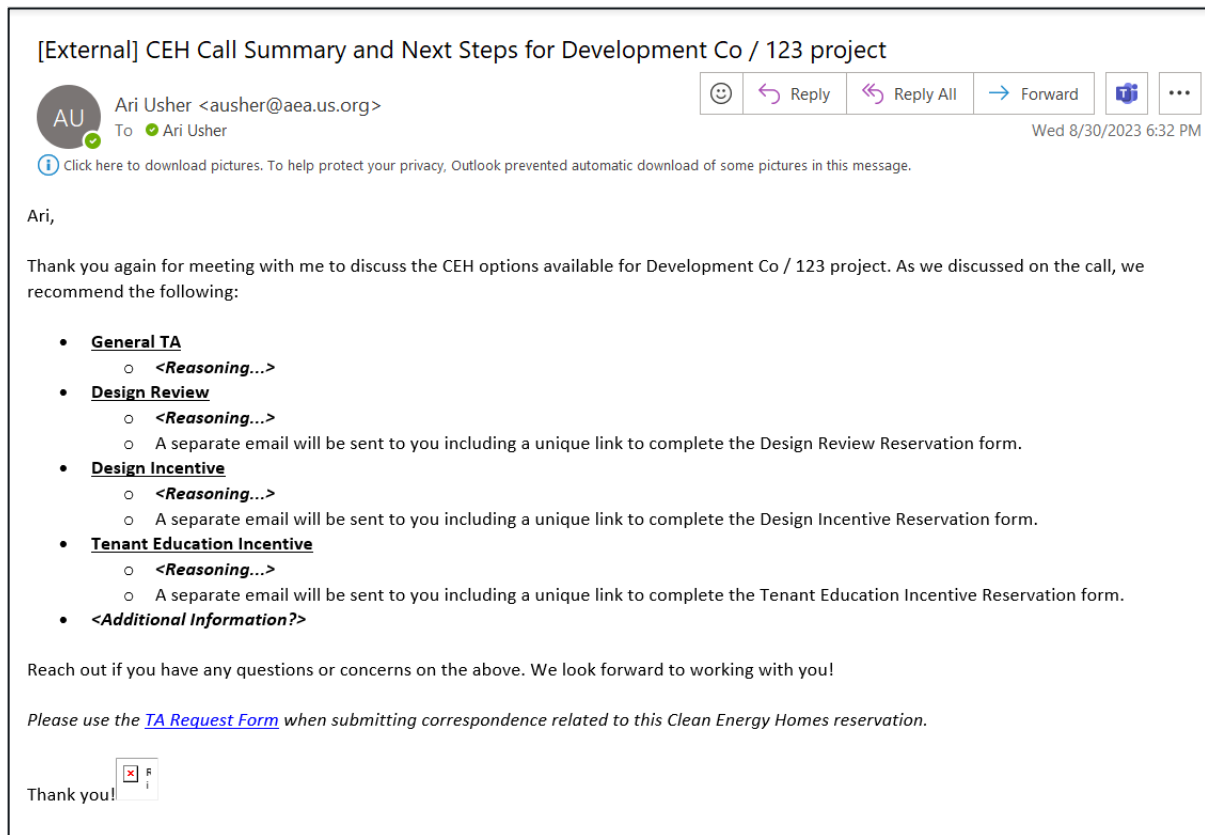 [External] CEH Call Summary and Next Steps for Development Co / 123 project
AU
Ari Usher <ausher@aea.us.org>
To Ari Usher
Reply
Reply All
Forward
Wed 8/30/2023 6:32 PM
Click here to download pictures. To help protect your privacy, Outlook prevented automatic download of some pictures in this message.
Ari,
Thank you again for meeting with me to discuss the CEH options available for Development Co / 123 project. As we discussed on the call, we
recommend the following:
• General TA
o <Reasoning...>
• Design Review
o <Reasoning...>
o A separate email will be sent to you including a unique link to complete the Design Review Reservation form.
• Design Incentive
o <Reasoning...>
o A separate email will be sent to you including a unique link to complete the Design Incentive Reservation form.
• Tenant Education Incentive
o <Reasoning...>
o A separate email will be sent to you including a unique link to complete the Tenant Education Incentive Reservation form.
• <Additional Information?>
Reach out if you have any questions or concerns on the above. We look forward to working with you!
Please use the TA Request Form when submitting correspondence related to this Clean Energy Homes reservation.
Thank you!